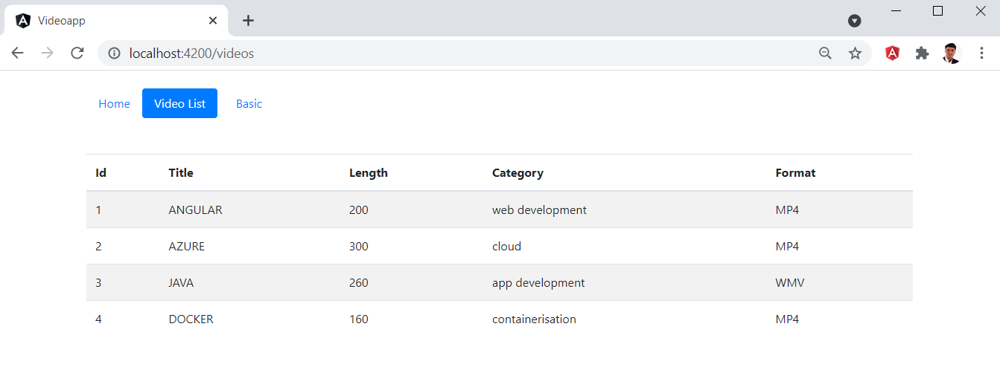 Videoapp
localhost:4200/videos
Home Video List Basic
Id Title Length Category Format
1 ANGULAR 200 web development MP4
2 AZURE 300 cloud MP4
3 JAVA 260 app development WMV
4 DOCKER 160 containerisation MP4